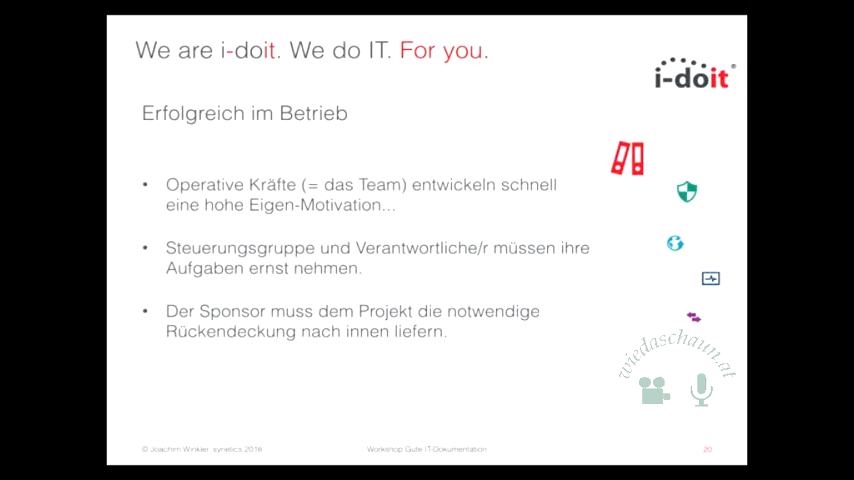 We are i-doit. We do IT. For you.
i-doit®
Erfolgreich im Betrieb
• Operative Kräfte (= das Team) entwickeln schnell
eine hohe Eigen-Motivation...
• Steuerungsgruppe und Verantwortliche/r müssen ihre
Aufgaben ernst nehmen.
• Der Sponsor muss dem Projekt die notwendige
Rückendeckung nach innen liefern.
wiedaschaun.at
© Joachim Winkler synetics 2016
Workshop Gute IT-Dokumentation
20